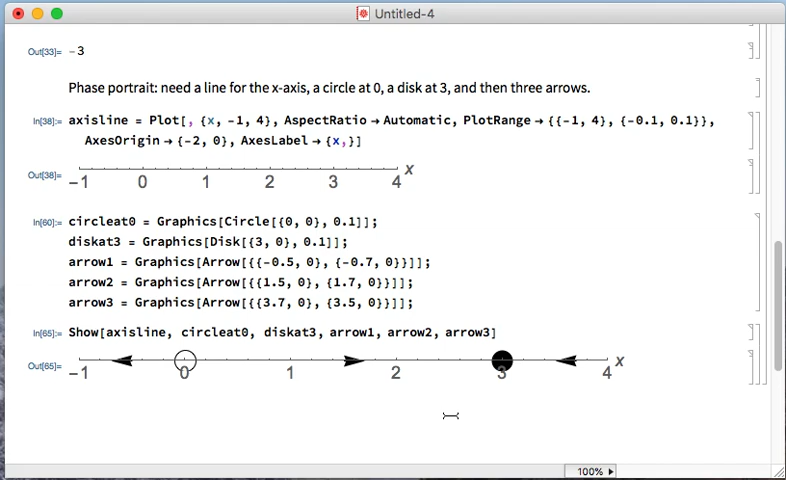 Untitled-4
Out[33]= -3
Phase portrait: need a line for the x-axis, a circle at 0, a disk at 3, and then three arrows.
In[38]:= axisline = Plot[, {x, -1, 4}, AspectRatio → Automatic, PlotRange → {{-1, 4}, {-0.1, 0.1}},
AxesOrigin → {-2, 0}, AxesLabel → {x,}]
Out[38]= -1 0 1 2 3 4 x
In[60]:= circleat0 = Graphics[Circle[{0, 0}, 0.1]];
diskat3 = Graphics[Disk[{3, 0}, 0.1]];
arrow1 = Graphics[Arrow[{{-0.5, 0}, {-0.7, 0}}]];
arrow2 = Graphics[Arrow[{{1.5, 0}, {1.7, 0}}]];
arrow3 = Graphics[Arrow[{{3.7, 0}, {3.5, 0}}]];
In[65]:= Show[axisline, circleat0, diskat3, arrow1, arrow2, arrow3]
Out[65]= -1 0 1 2 3 4 x
100%